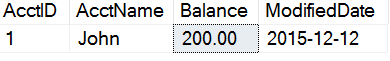 AcctID AcctName Balance ModifiedDate
1 John 200.00 2015-12-12